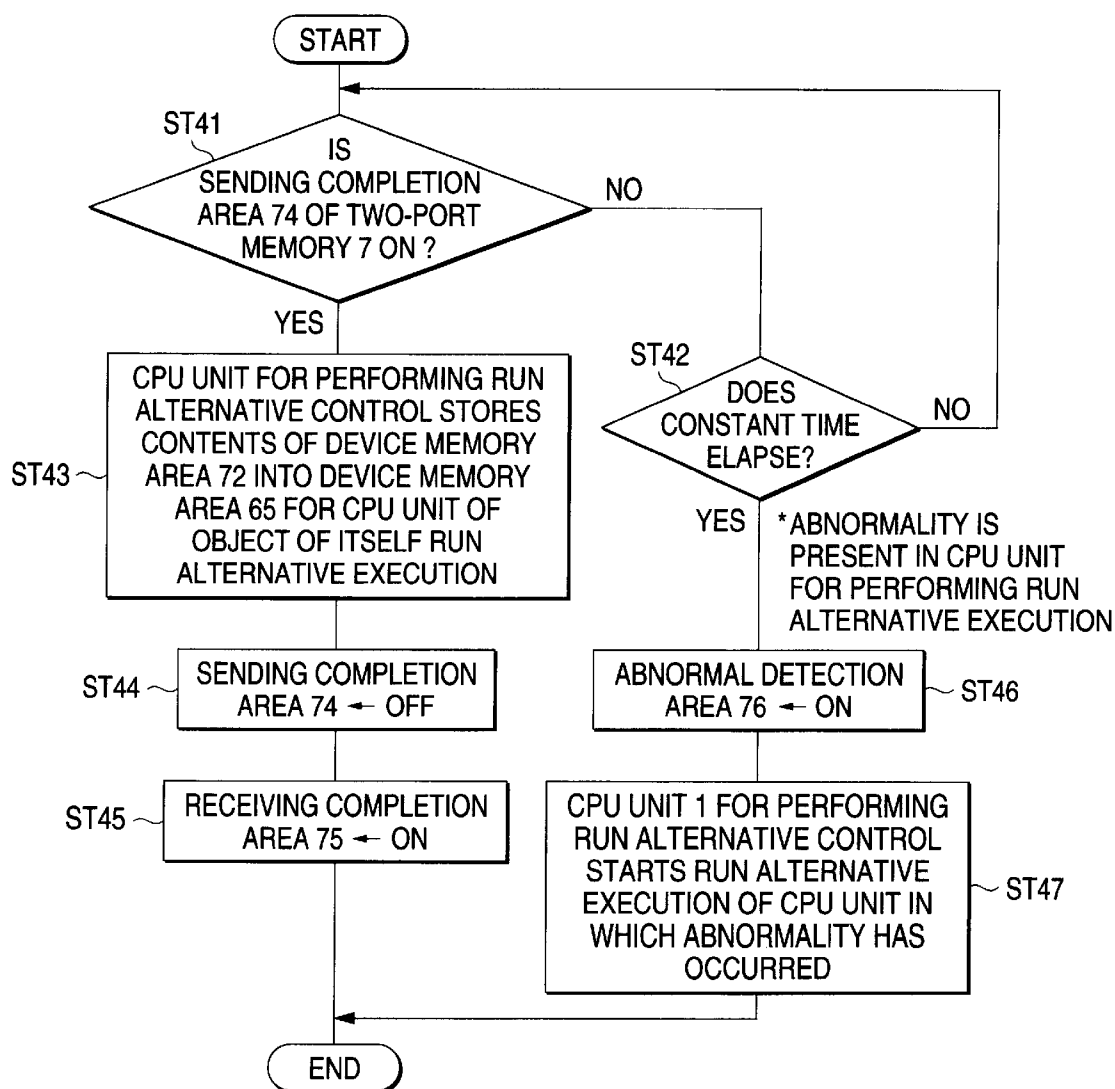 START
ST41
IS
SENDING COMPLETION
AREA 74 OF TWO-PORT
MEMORY 7 ON ?
NO
YES
ST42
DOES
CONSTANT TIME
ELAPSE?
NO
YES
*ABNORMALITY IS
PRESENT IN CPU UNIT
FOR PERFORMING RUN
ALTERNATIVE EXECUTION
ST43
CPU UNIT FOR PERFORMING RUN
ALTERNATIVE CONTROL STORES
CONTENTS OF DEVICE MEMORY
AREA 72 INTO DEVICE MEMORY
AREA 65 FOR CPU UNIT OF
OBJECT OF ITSELF RUN
ALTERNATIVE EXECUTION
ST44
SENDING COMPLETION
AREA 74 ← OFF
ST45
RECEIVING COMPLETION
AREA 75 ← ON
ABNORMAL DETECTION
AREA 76 ← ON
ST46
CPU UNIT 1 FOR PERFORMING
RUN ALTERNATIVE CONTROL
STARTS RUN ALTERNATIVE
EXECUTION OF CPU UNIT IN
WHICH ABNORMALITY HAS
OCCURRED
ST47
END